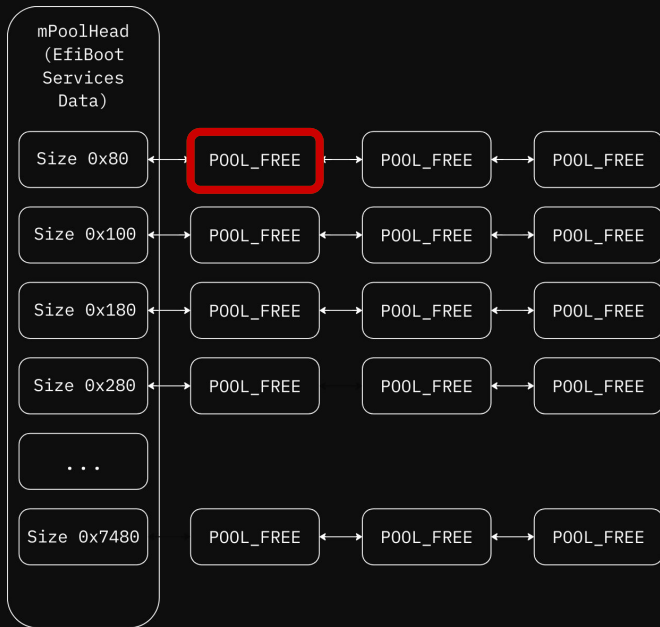 mPoolHead
(EfiBoot
Services
Data)
Size 0x80 POOL_FREE POOL_FREE POOL_FREE
Size 0x100 POOL_FREE POOL_FREE POOL_FREE
Size 0x180 POOL_FREE POOL_FREE POOL_FREE
Size 0x280 POOL_FREE POOL_FREE POOL_FREE
...
Size 0x7480 POOL_FREE POOL_FREE POOL_FREE